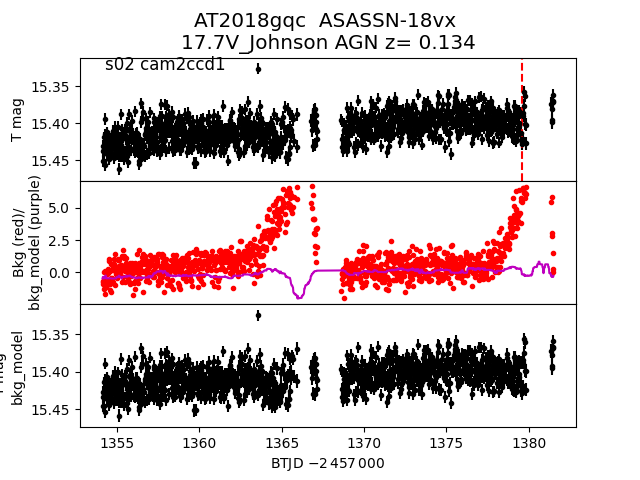 AT2018gqc ASASSN-18vx
17.7V_Johnson AGN z= 0.134
s02 cam2ccd1
T mag
15.35
15.40
15.45
Bkg (red)/
bkg_model (purple)
5.0
2.5
0.0
bkg_model
15.35
15.40
15.45
1355 1360 1365 1370 1375 1380
BTJD −2 457 000